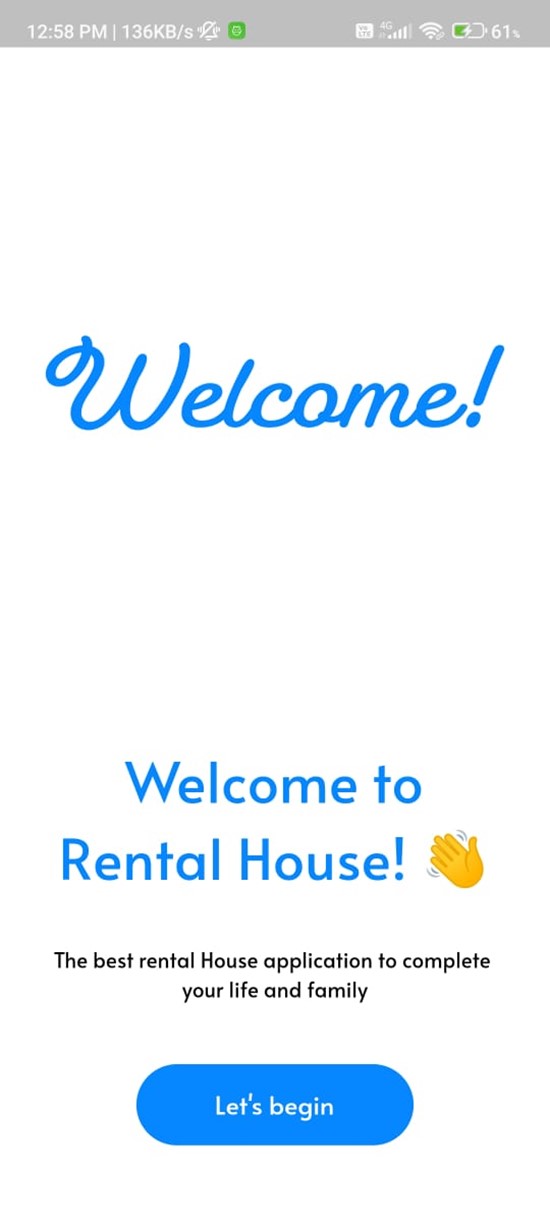 12:58 PM | 136KB/s 4G 61%
Welcome!
Welcome to
Rental House! 👋
The best rental House application to complete
your life and family
Let's begin